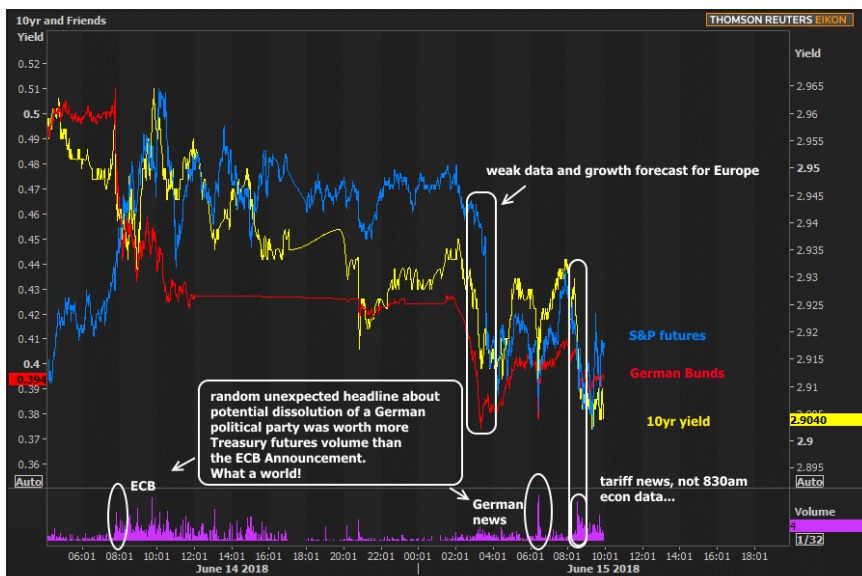 10yr and Friends
THOMSON REUTERS EIKON
Yield
Yield
0.52
0.51
0.5
0.49
0.48
0.47
0.46
0.45
0.44
0.43
0.42
0.41
0.4
0.394
0.39
0.38
0.37
0.36
Auto
2.965
2.96
2.955
2.95
2.945
2.94
2.935
2.93
2.925
2.92
2.915
2.91
2.9040
2.9
2.895
Auto
weak data and growth forecast for Europe
S&P futures
German Bunds
10yr yield
random unexpected headline about
potential dissolution of a German
political party was worth more
Treasury futures volume than
the ECB Announcement.
What a world!
ECB
German
news
tariff news, not 830am
econ data...
Volume
4
1/32
06:01 08:01 10:01 12:01 14:01 16:01 18:01 20:01 22:01 00:01 02:01 04:01 06:01 08:01 10:01 12:01 14:01 16:01 18:01
June 14 2018
June 15 2018